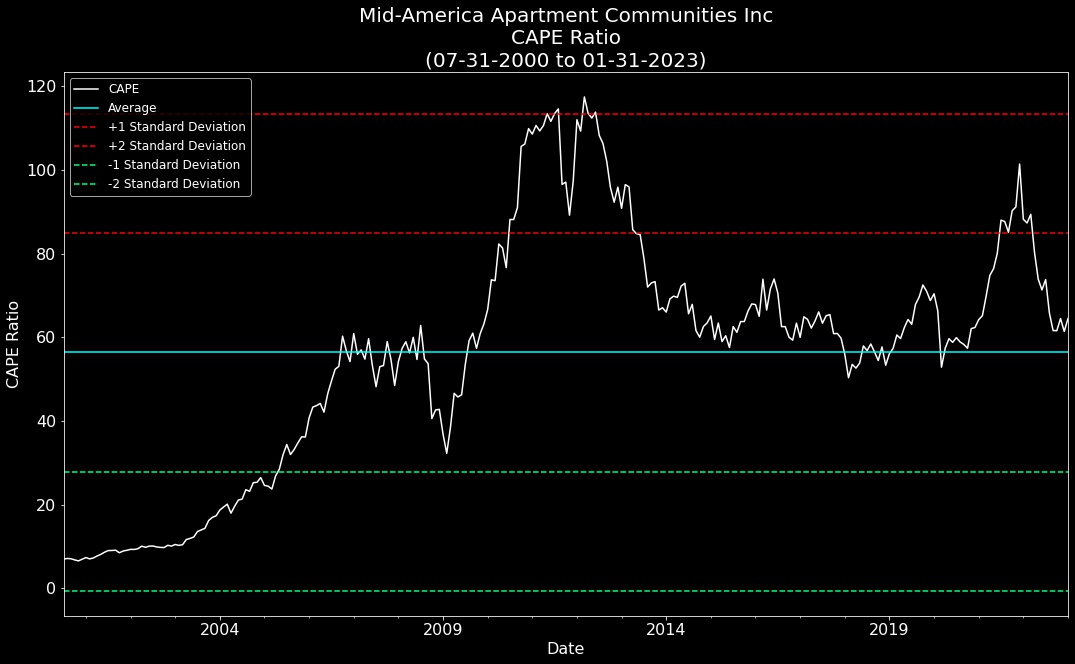 Mid-America Apartment Communities Inc
CAPE Ratio
(07-31-2000 to 01-31-2023)
CAPE
Average
+1 Standard Deviation
+2 Standard Deviation
-1 Standard Deviation
-2 Standard Deviation
CAPE Ratio
120
100
80
60
40
20
0
2004 2009 2014 2019
Date